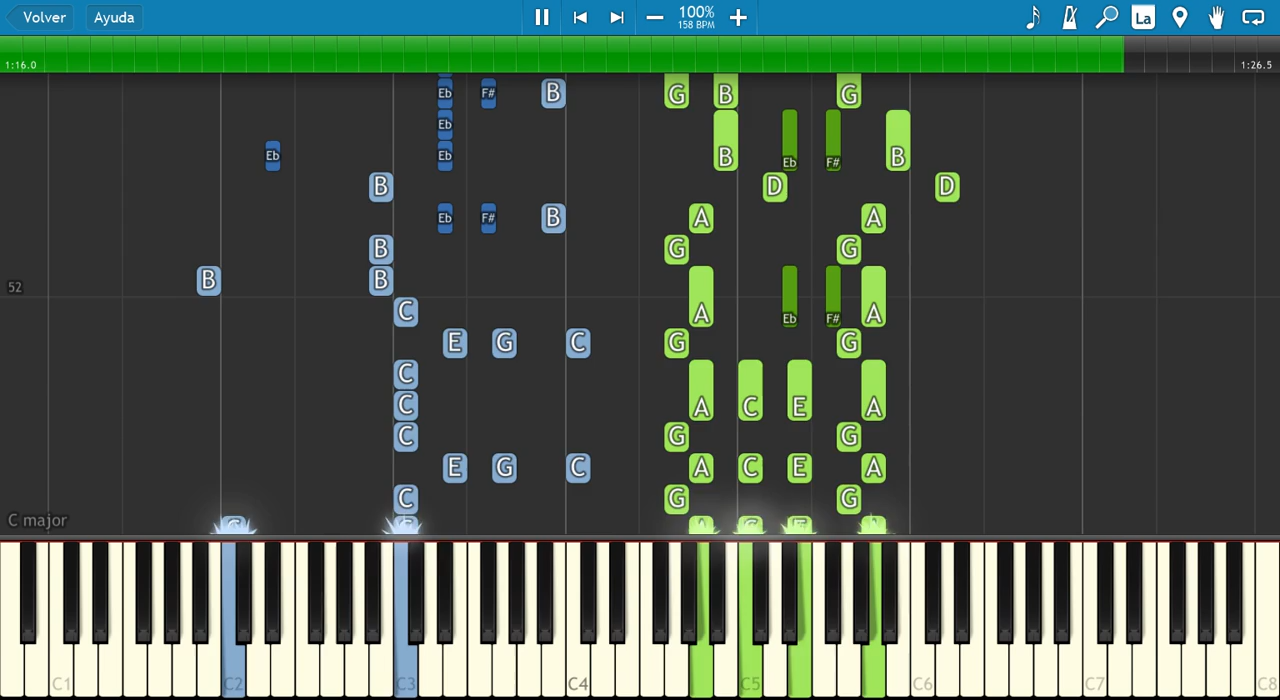 Volver Ayuda 100% La
158 BPM
1:16.0 1:26.5
Eb F# B G B G
Eb
Eb Eb B Eb F# B
B D D
Eb F# B A A
B G G
B B
52
C A Eb F# A
E G C G G
C
C A C E A
C G G
E G C A C E A
C G G
C major
C1 C2 C3 C4 C5 C6 C7 C8